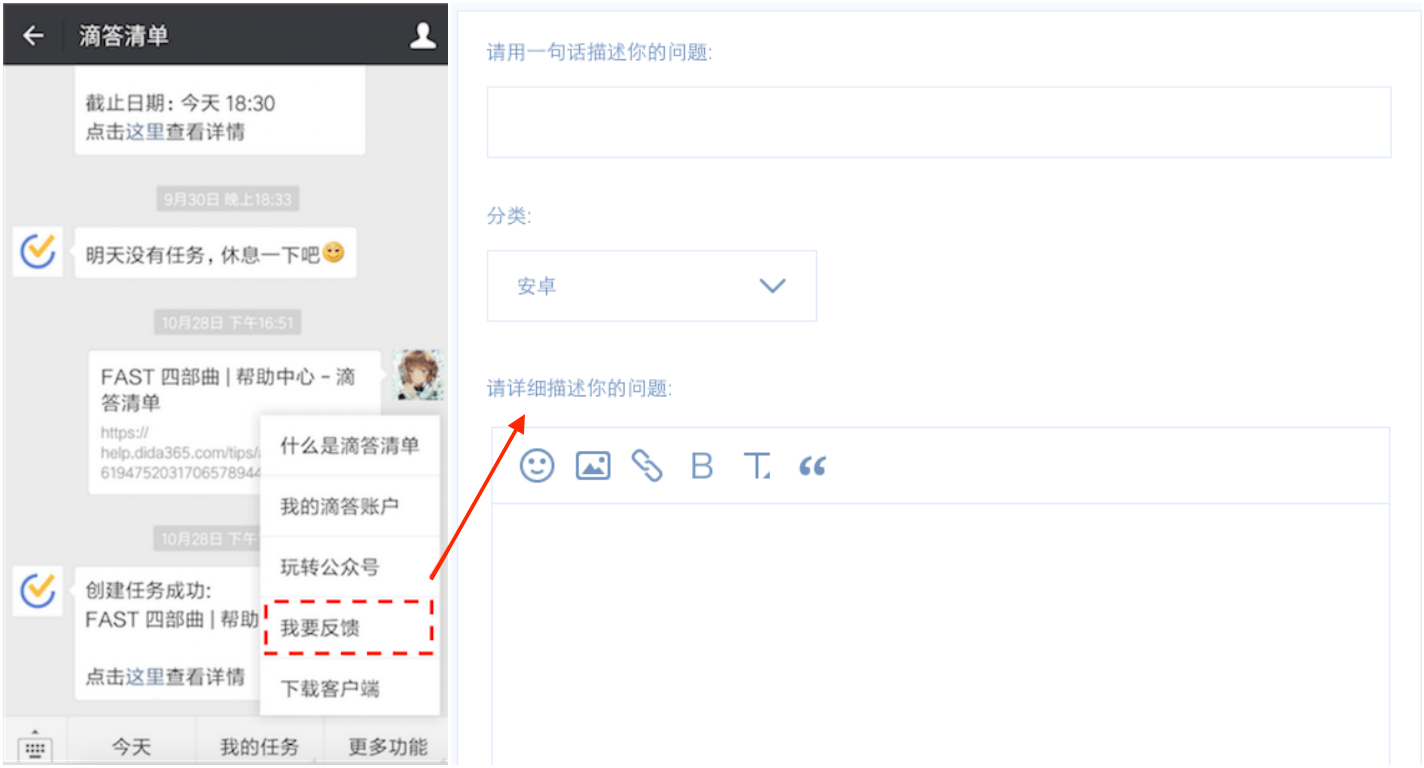 滴答清单
截止日期: 今天 18:30
点击这里查看详情
9月30日 晚上18:33
明天没有任务，休息一下吧
10月28日 下午16:51
FAST 四部曲 | 帮助中心 - 滴
答清单
https://
help.dida365.com/tips/
6194752031706578944
10月28日 下午
创建任务成功:
FAST 四部曲 | 帮助
点击这里查看详情
什么是滴答清单
我的滴答账户
玩转公众号
我要反馈
下载客户端
今天
我的任务
更多功能
请用一句话描述你的问题:
分类:
安卓
请详细描述你的问题:
B T